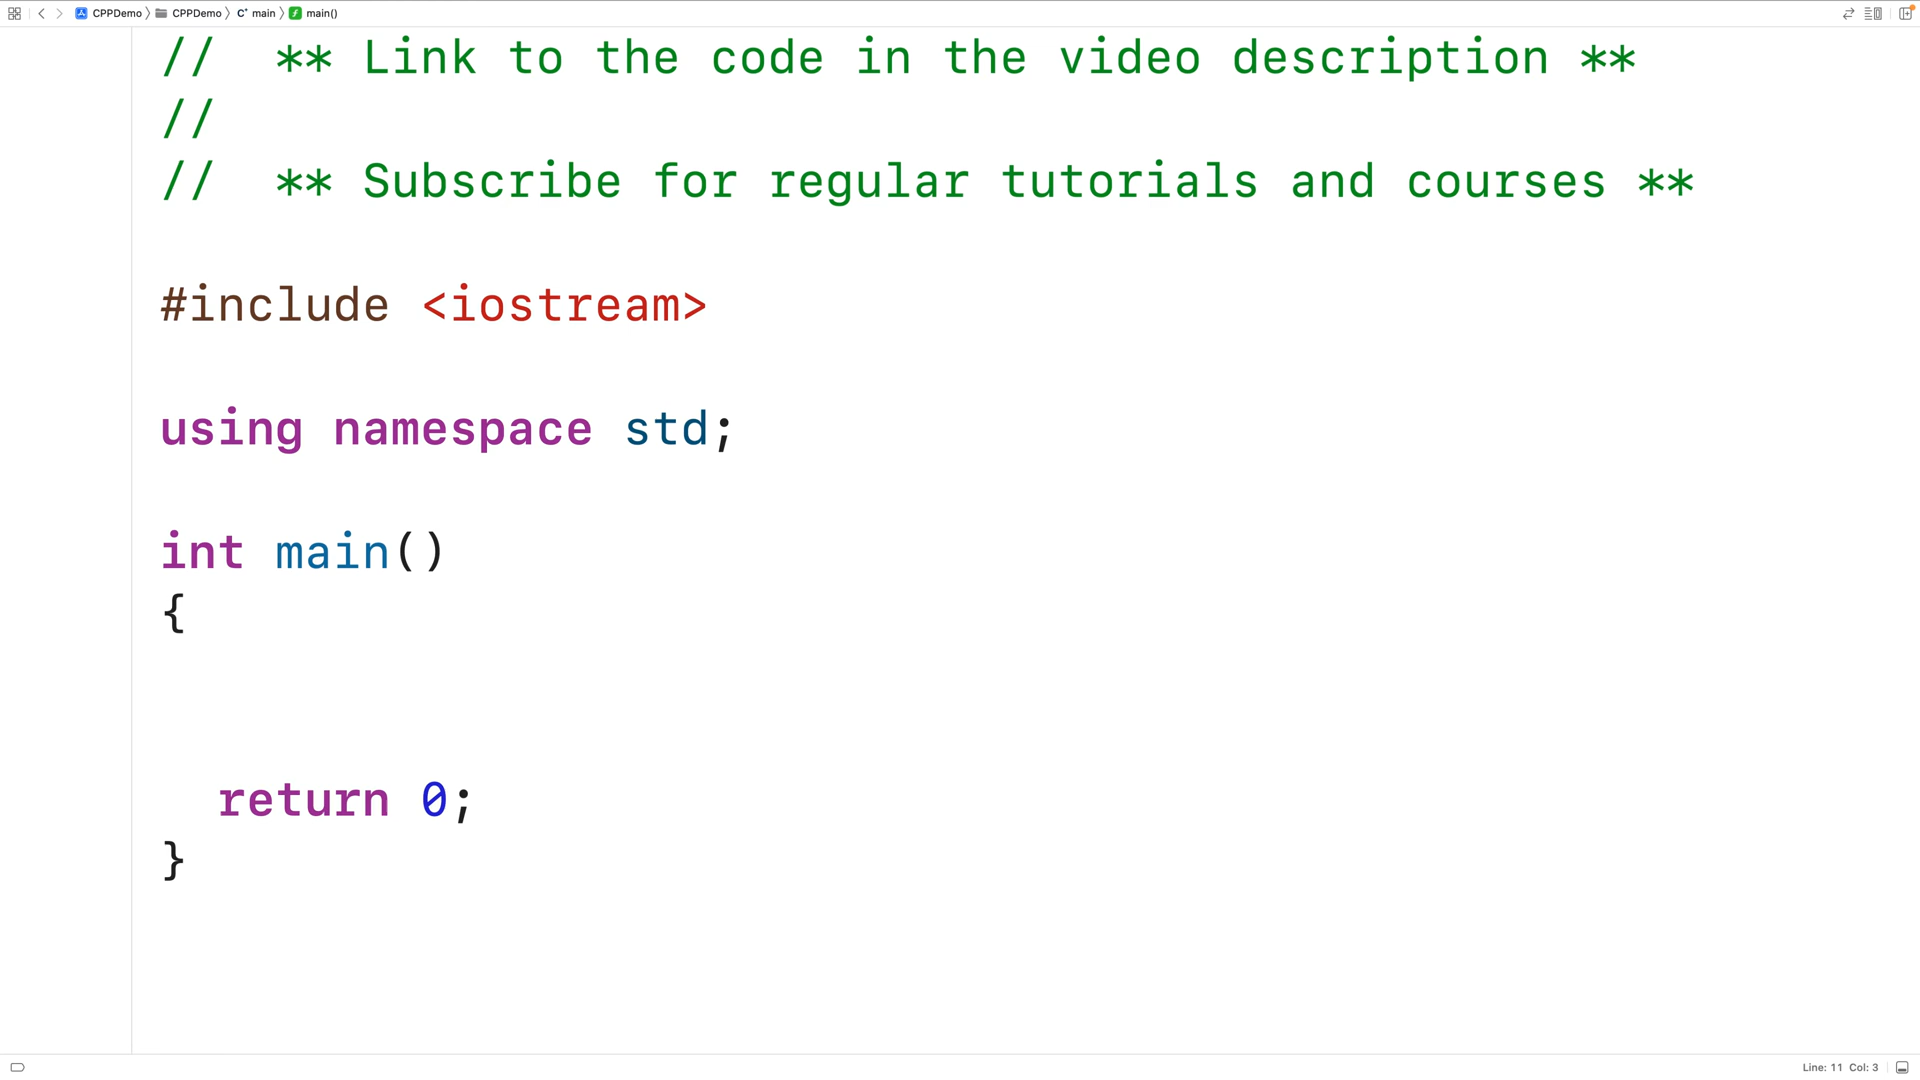 CPPDemo 〉 CPPDemo 〉 C+ main 〉 f main()
//  ** Link to the code in the video description **
//
//  ** Subscribe for regular tutorials and courses **
#include <iostream>
using namespace std;
int main()
{
return 0;
}
Line: 11 Col: 3